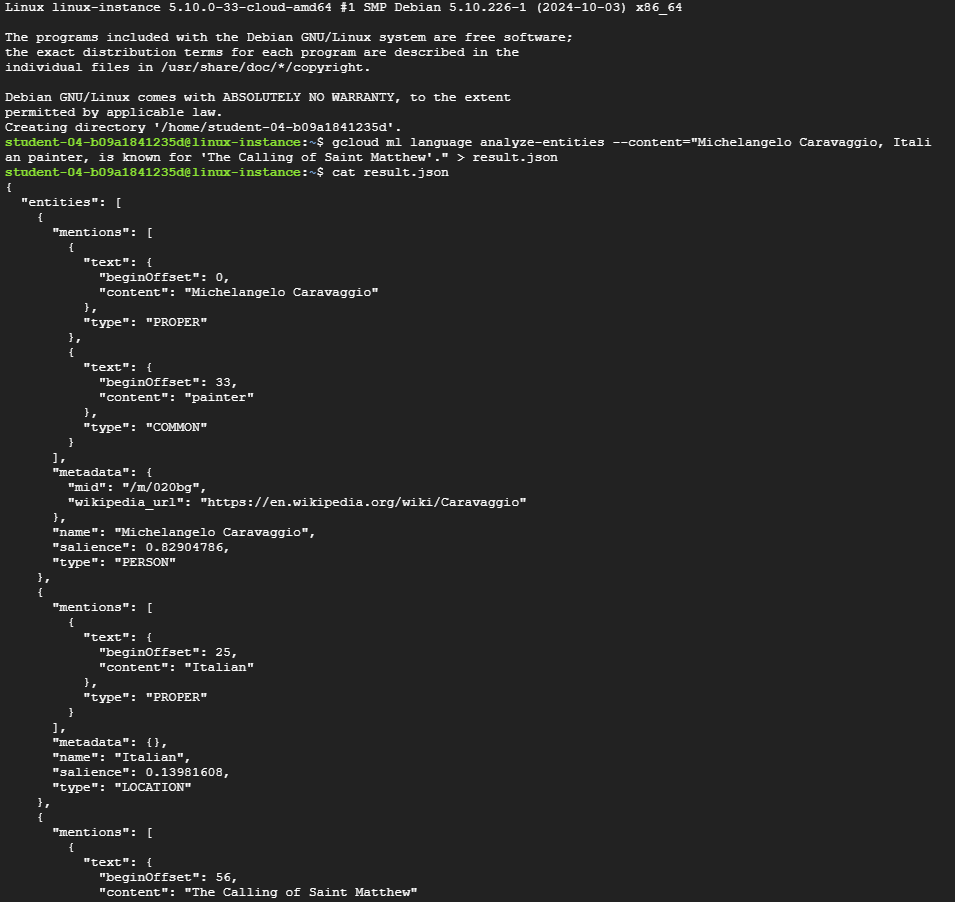 Linux linux-instance 5.10.0-33-cloud-amd64 #1 SMP Debian 5.10.226-1 (2024-10-03) x86_64

The programs included with the Debian GNU/Linux system are free software;
the exact distribution terms for each program are described in the
individual files in /usr/share/doc/*/copyright.

Debian GNU/Linux comes with ABSOLUTELY NO WARRANTY, to the extent
permitted by applicable law.
Creating directory '/home/student-04-b09a1841235d'.
student-04-b09a1841235d@linux-instance:~$ gcloud ml language analyze-entities --content="Michelangelo Caravaggio, Itali
an painter, is known for 'The Calling of Saint Matthew'." > result.json
student-04-b09a1841235d@linux-instance:~$ cat result.json
{
  "entities": [
    {
      "mentions": [
        {
          "text": {
            "beginOffset": 0,
            "content": "Michelangelo Caravaggio"
          },
          "type": "PROPER"
        },
        {
          "text": {
            "beginOffset": 33,
            "content": "painter"
          },
          "type": "COMMON"
        }
      ],
      "metadata": {
        "mid": "/m/020bg",
        "wikipedia_url": "https://en.wikipedia.org/wiki/Caravaggio"
      },
      "name": "Michelangelo Caravaggio",
      "salience": 0.82904786,
      "type": "PERSON"
    },
    {
      "mentions": [
        {
          "text": {
            "beginOffset": 25,
            "content": "Italian"
          },
          "type": "PROPER"
        }
      ],
      "metadata": {},
      "name": "Italian",
      "salience": 0.13981608,
      "type": "LOCATION"
    },
    {
      "mentions": [
        {
          "text": {
            "beginOffset": 56,
            "content": "The Calling of Saint Matthew"